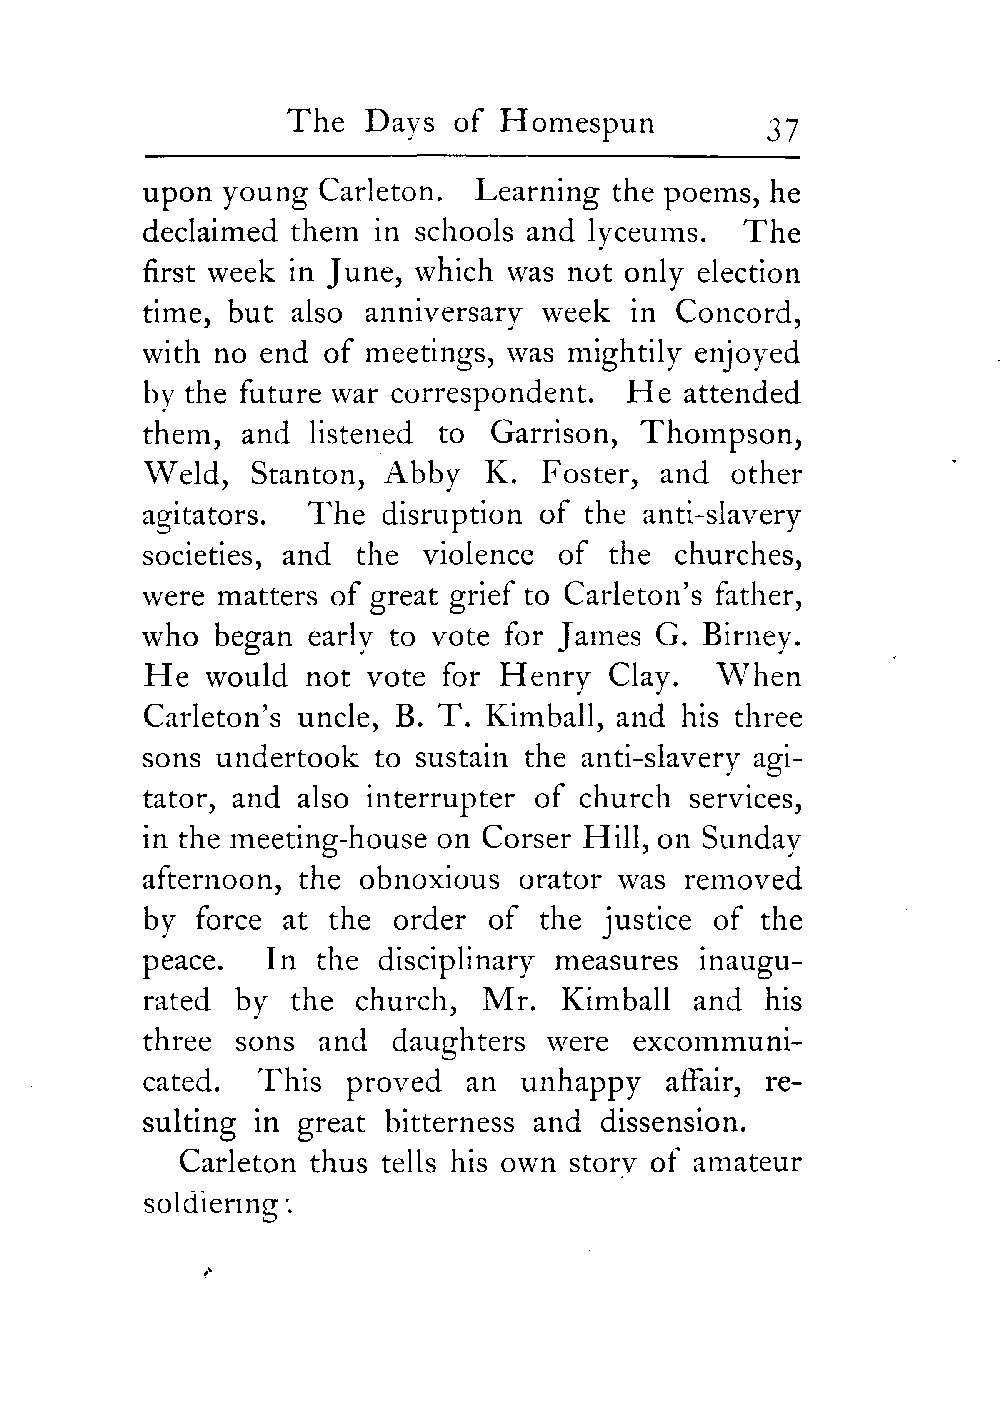 The Days of Homespun 37
upon young Carleton. Learning the poems, he
declaimed them in schools and lyceums. The
first week in June, which was not only election
time, but also anniversary week in Concord,
with no end of meetings, was mightily enjoyed
by the future war correspondent. He attended
them, and listened to Garrison, Thompson,
Weld, Stanton, Abby K. Foster, and other
agitators. The disruption of the anti-slavery
societies, and the violence of the churches,
were matters of great grief to Carleton's father,
who began early to vote for James G. Birney.
He would not vote for Henry Clay. When
Carleton's uncle, B. T. Kimball, and his three
sons undertook to sustain the anti-slavery agi-
tator, and also interrupter of church services,
in the meeting-house on Corser Hill, on Sunday
afternoon, the obnoxious orator was removed
by force at the order of the justice of the
peace. In the disciplinary measures inaugu-
rated by the church, Mr. Kimball and his
three sons and daughters were excommuni-
cated. This proved an unhappy affair, re-
sulting in great bitterness and dissension.
Carleton thus tells his own story of amateur
soldiering: